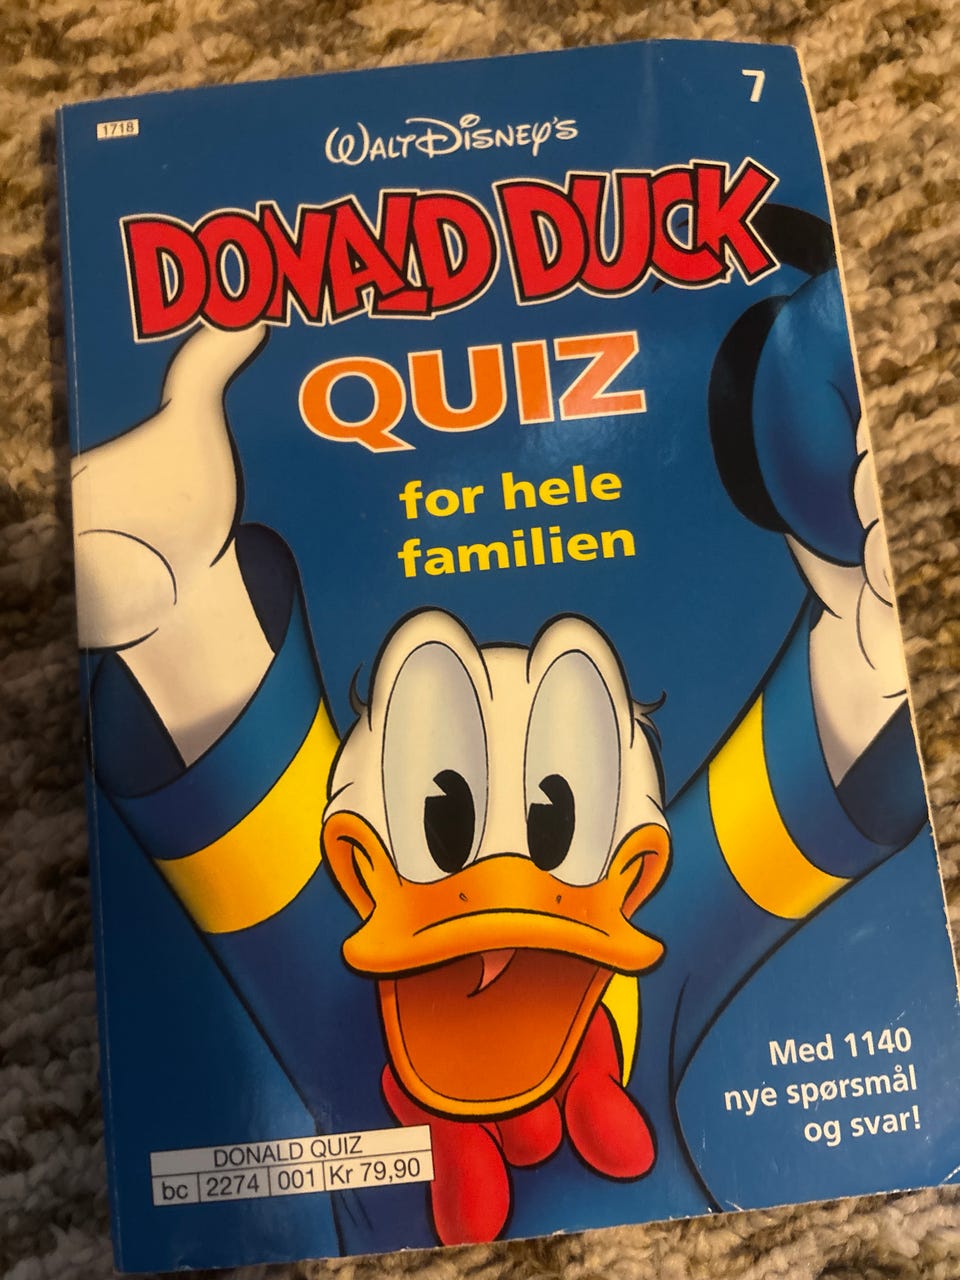 1718
7
WALT DISNEY'S
DONALD DUCK
QUIZ
for hele
familien
Med 1140
nye spørsmål
og svar!
DONALD QUIZ
bc 2274 001 Kr 79,90